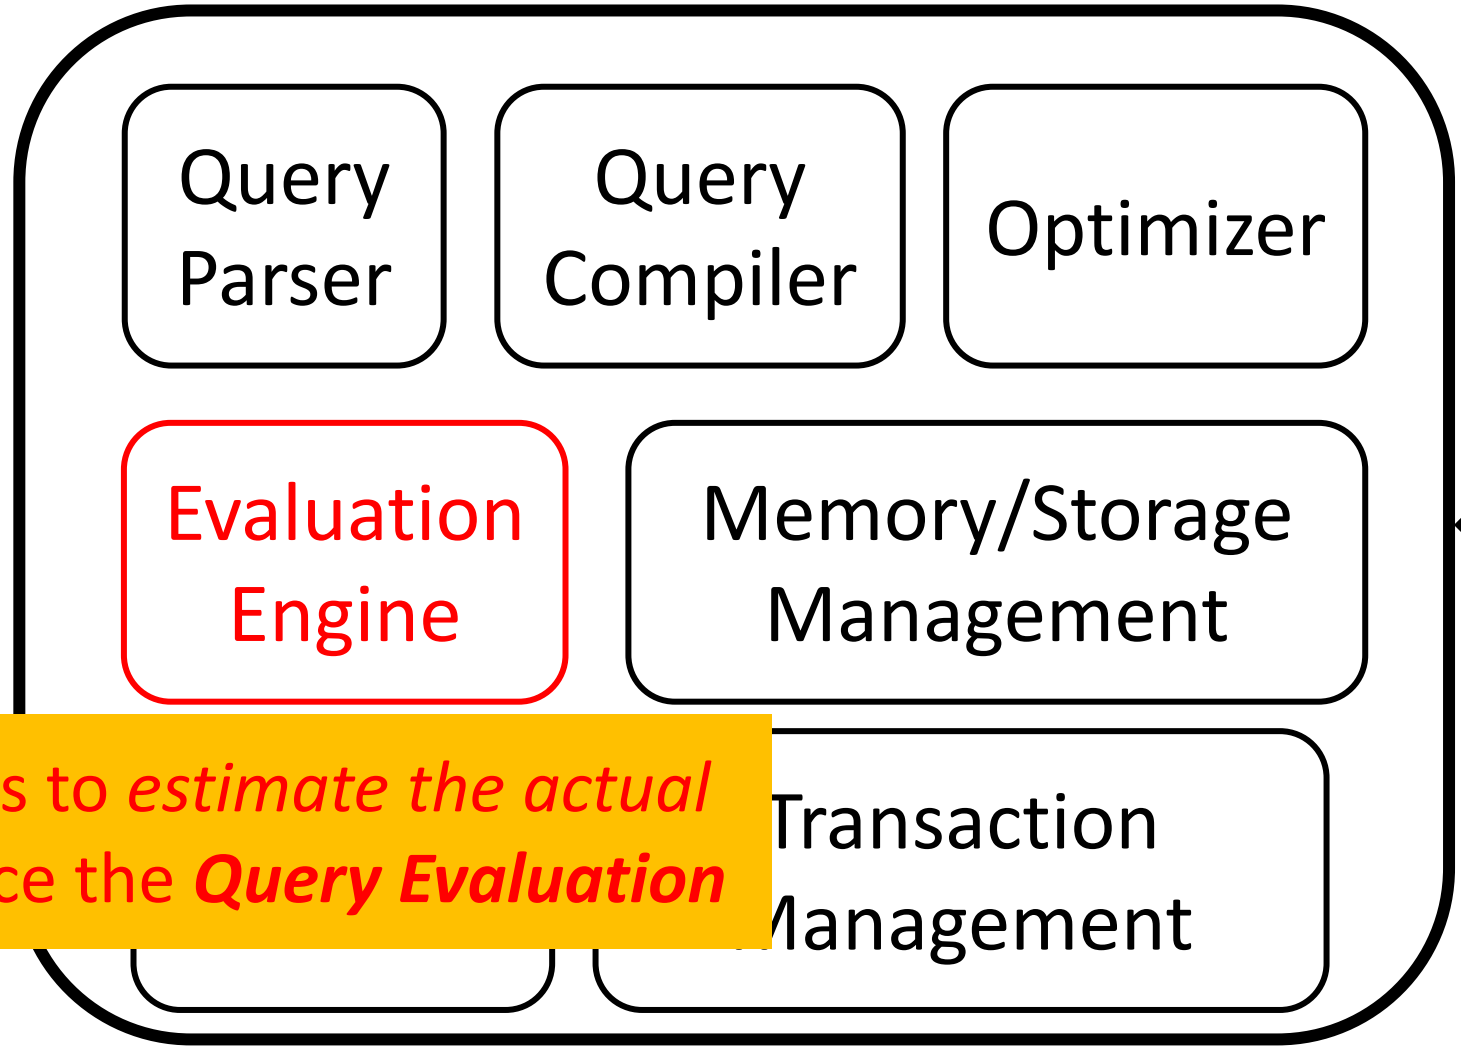 Query
Parser
Query
Compiler
Optimizer
Evaluation
Engine
Memory/Storage
Management
s to estimate the actual
ce the Query Evaluation
Transaction
Management